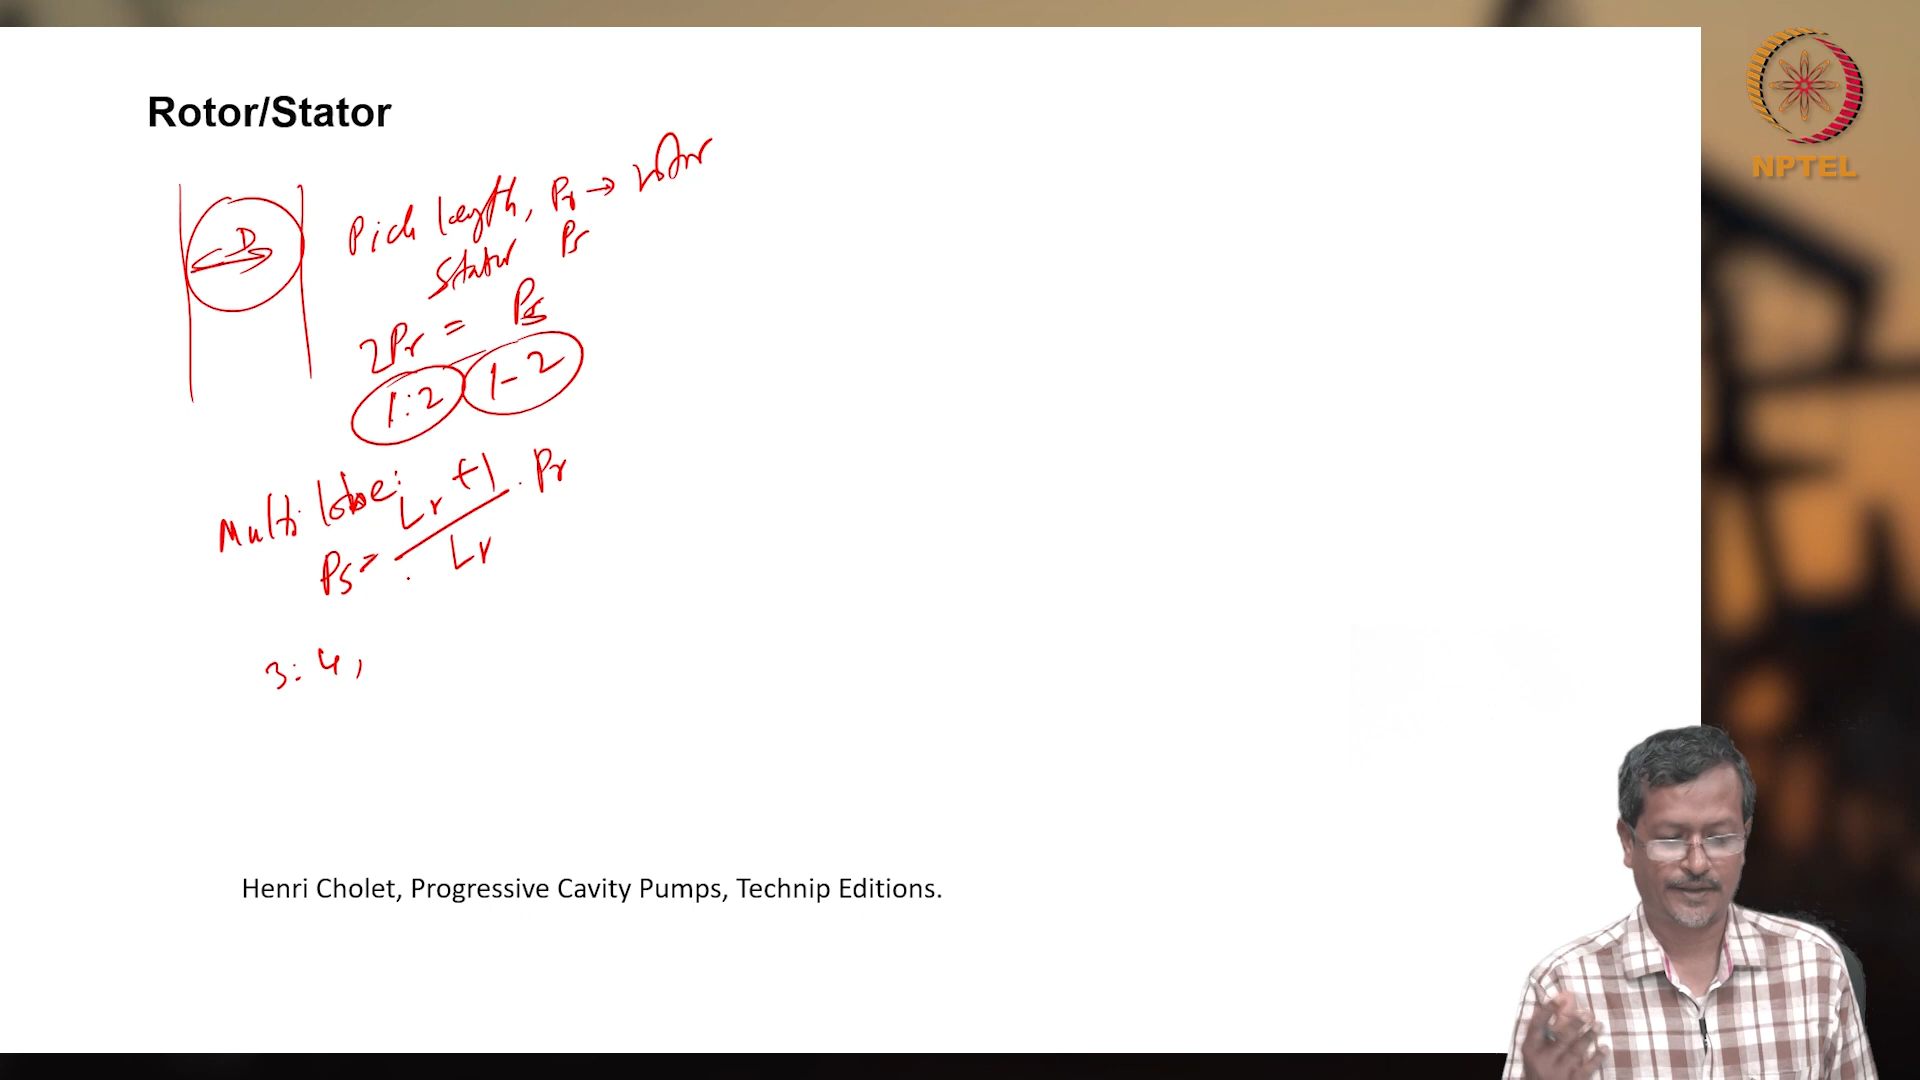 Rotor/Stator
D
Pich length, Pr → rotor
Stator Ps
2Pr = Ps
1:2 1-2
Multi lobe:
Ps = Lr +1 / Lr . Pr
3:4,
Henri Cholet, Progressive Cavity Pumps, Technip Editions.
NPTEL